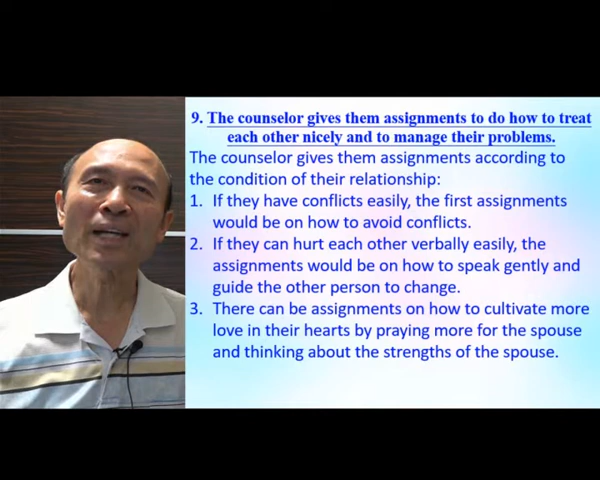 9. The counselor gives them assignments to do how to treat
each other nicely and to manage their problems.
The counselor gives them assignments according to
the condition of their relationship:
1. If they have conflicts easily, the first assignments
would be on how to avoid conflicts.
2. If they can hurt each other verbally easily, the
assignments would be on how to speak gently and
guide the other person to change.
3. There can be assignments on how to cultivate more
love in their hearts by praying more for the spouse
and thinking about the strengths of the spouse.